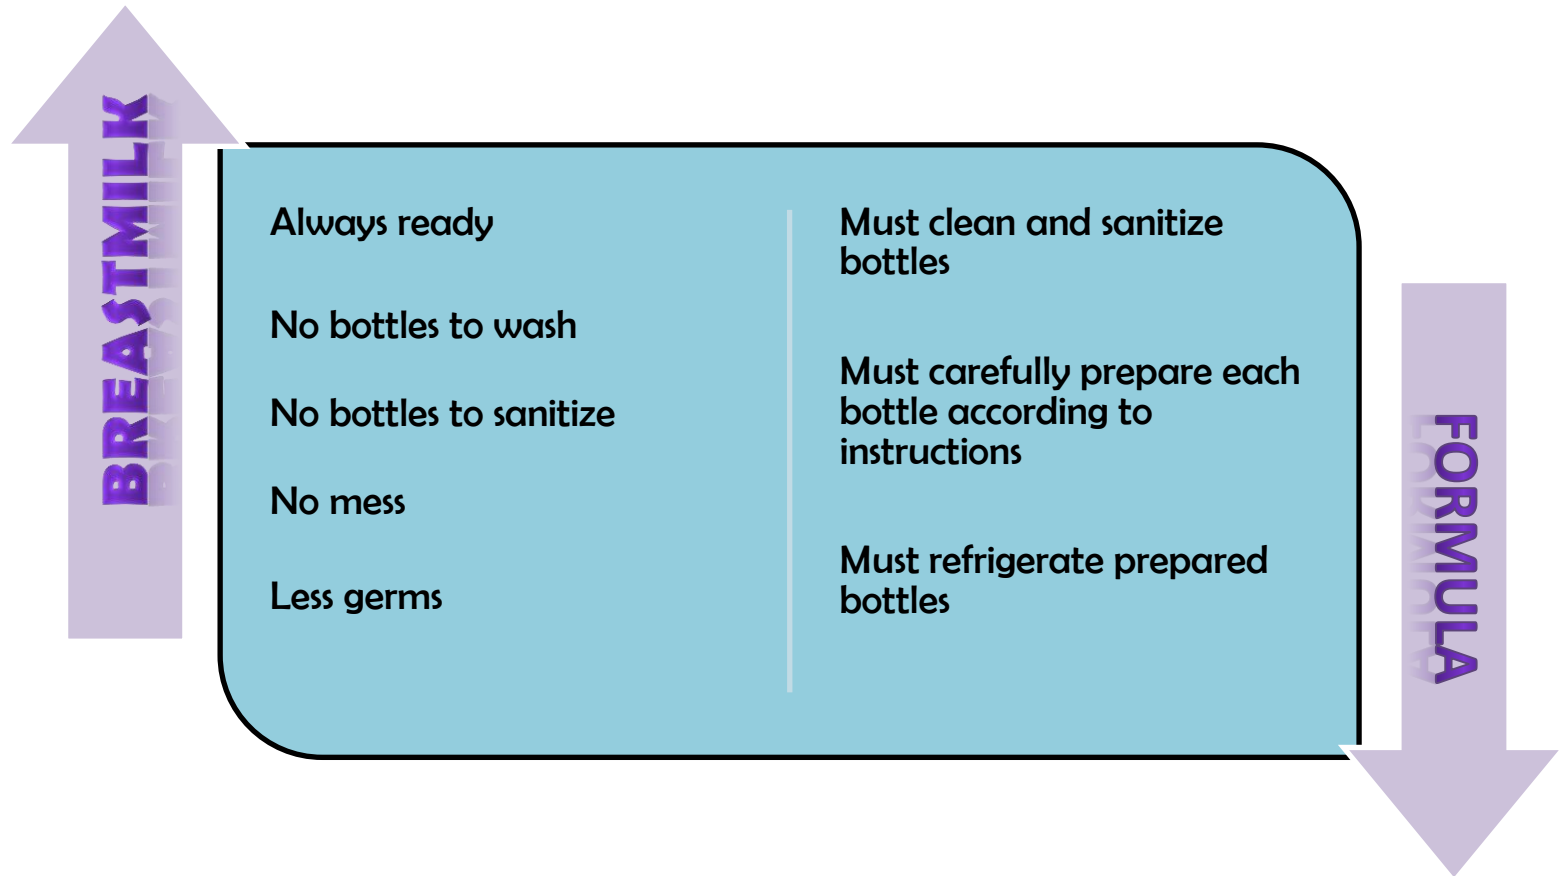 BREASTMILK
Always ready
No bottles to wash
No bottles to sanitize
No mess
Less germs
Must clean and sanitize
bottles
Must carefully prepare each
bottle according to
instructions
Must refrigerate prepared
bottles
FORMULA